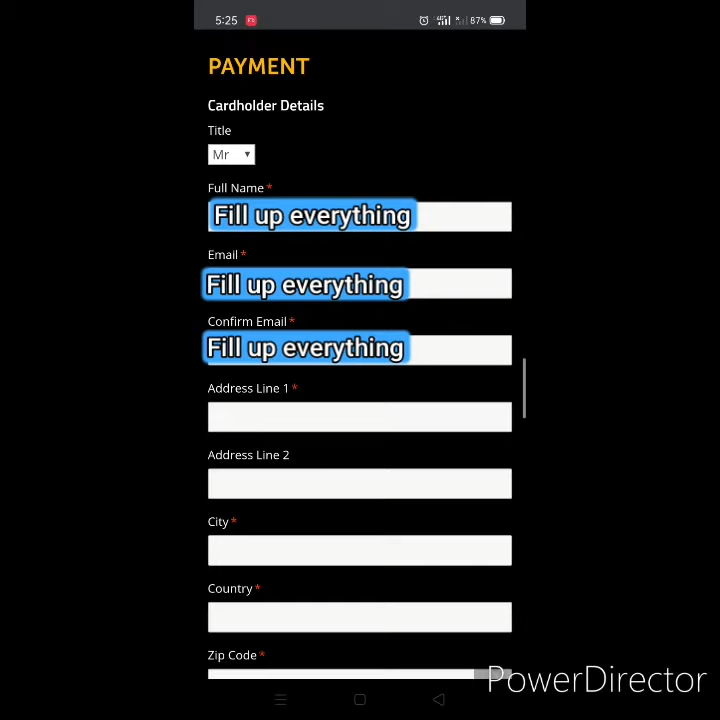 5:25 87%
PAYMENT
Cardholder Details
Title
Mr
Full Name *
Fill up everything
Email *
Fill up everything
Confirm Email *
Fill up everything
Address Line 1 *
Address Line 2
City *
Country *
Zip Code *
PowerDirector